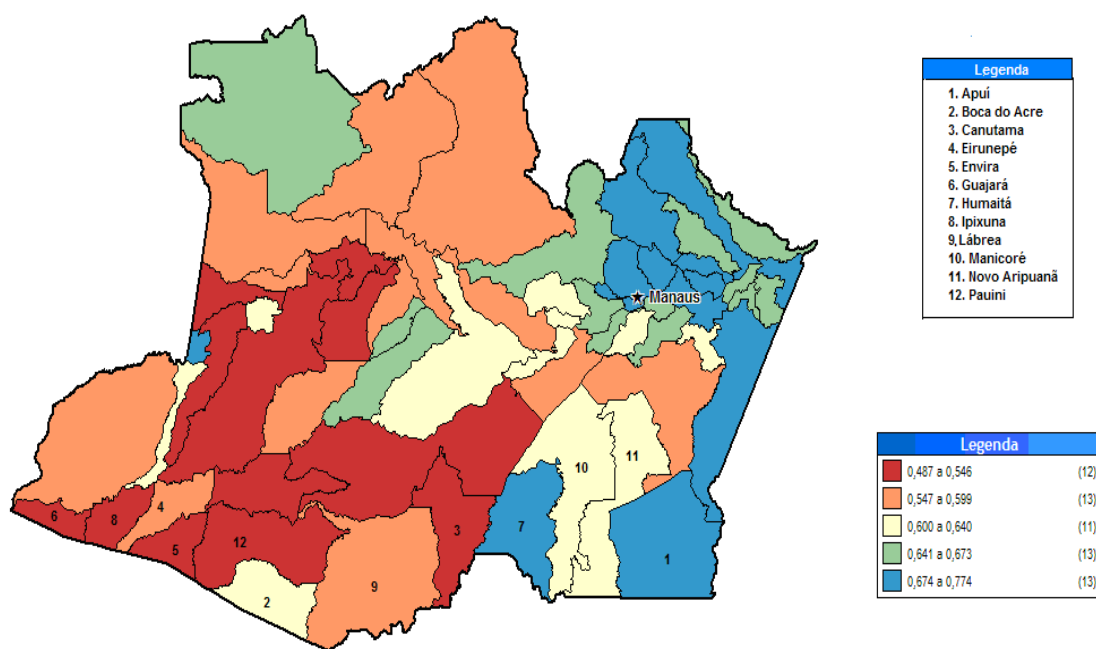 Legenda
1. Apuí
2. Boca do Acre
3. Canutama
4. Eirunepé
5. Envira
6. Guajará
7. Humaitá
8. Ipixuna
9,Lábrea
10. Manicoré
11. Novo Aripuanã
12. Pauini
Manaus
10
11
4
6
8
7
3
12
5
1
9
2
Legenda
0,487 a 0,546 (12)
0,547 a 0,599 (13)
0,600 a 0,640 (11)
0,641 a 0,673 (13)
0,674 a 0,774 (13)